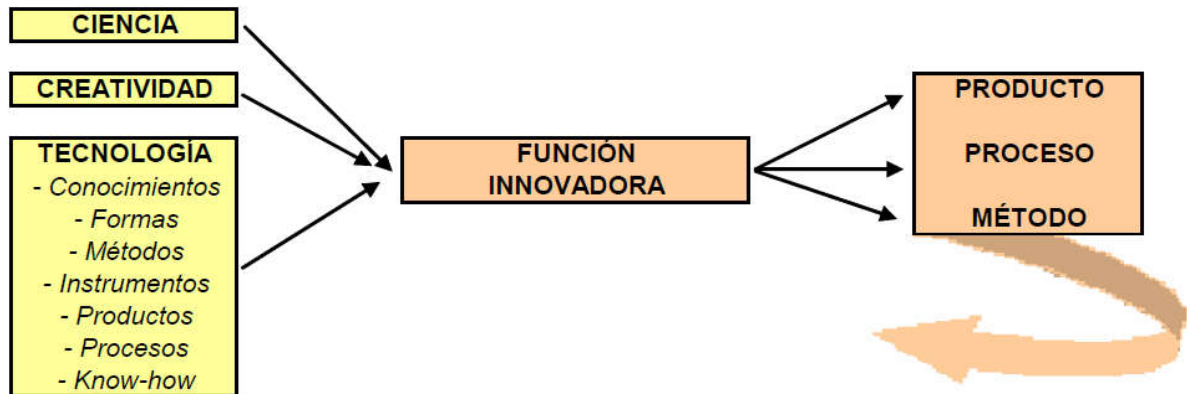 CIENCIA
CREATIVIDAD
TECNOLOGÍA
- Conocimientos
- Formas
- Métodos
- Instrumentos
- Productos
- Procesos
- Know-how
FUNCIÓN
INNOVADORA
PRODUCTO
PROCESO
MÉTODO